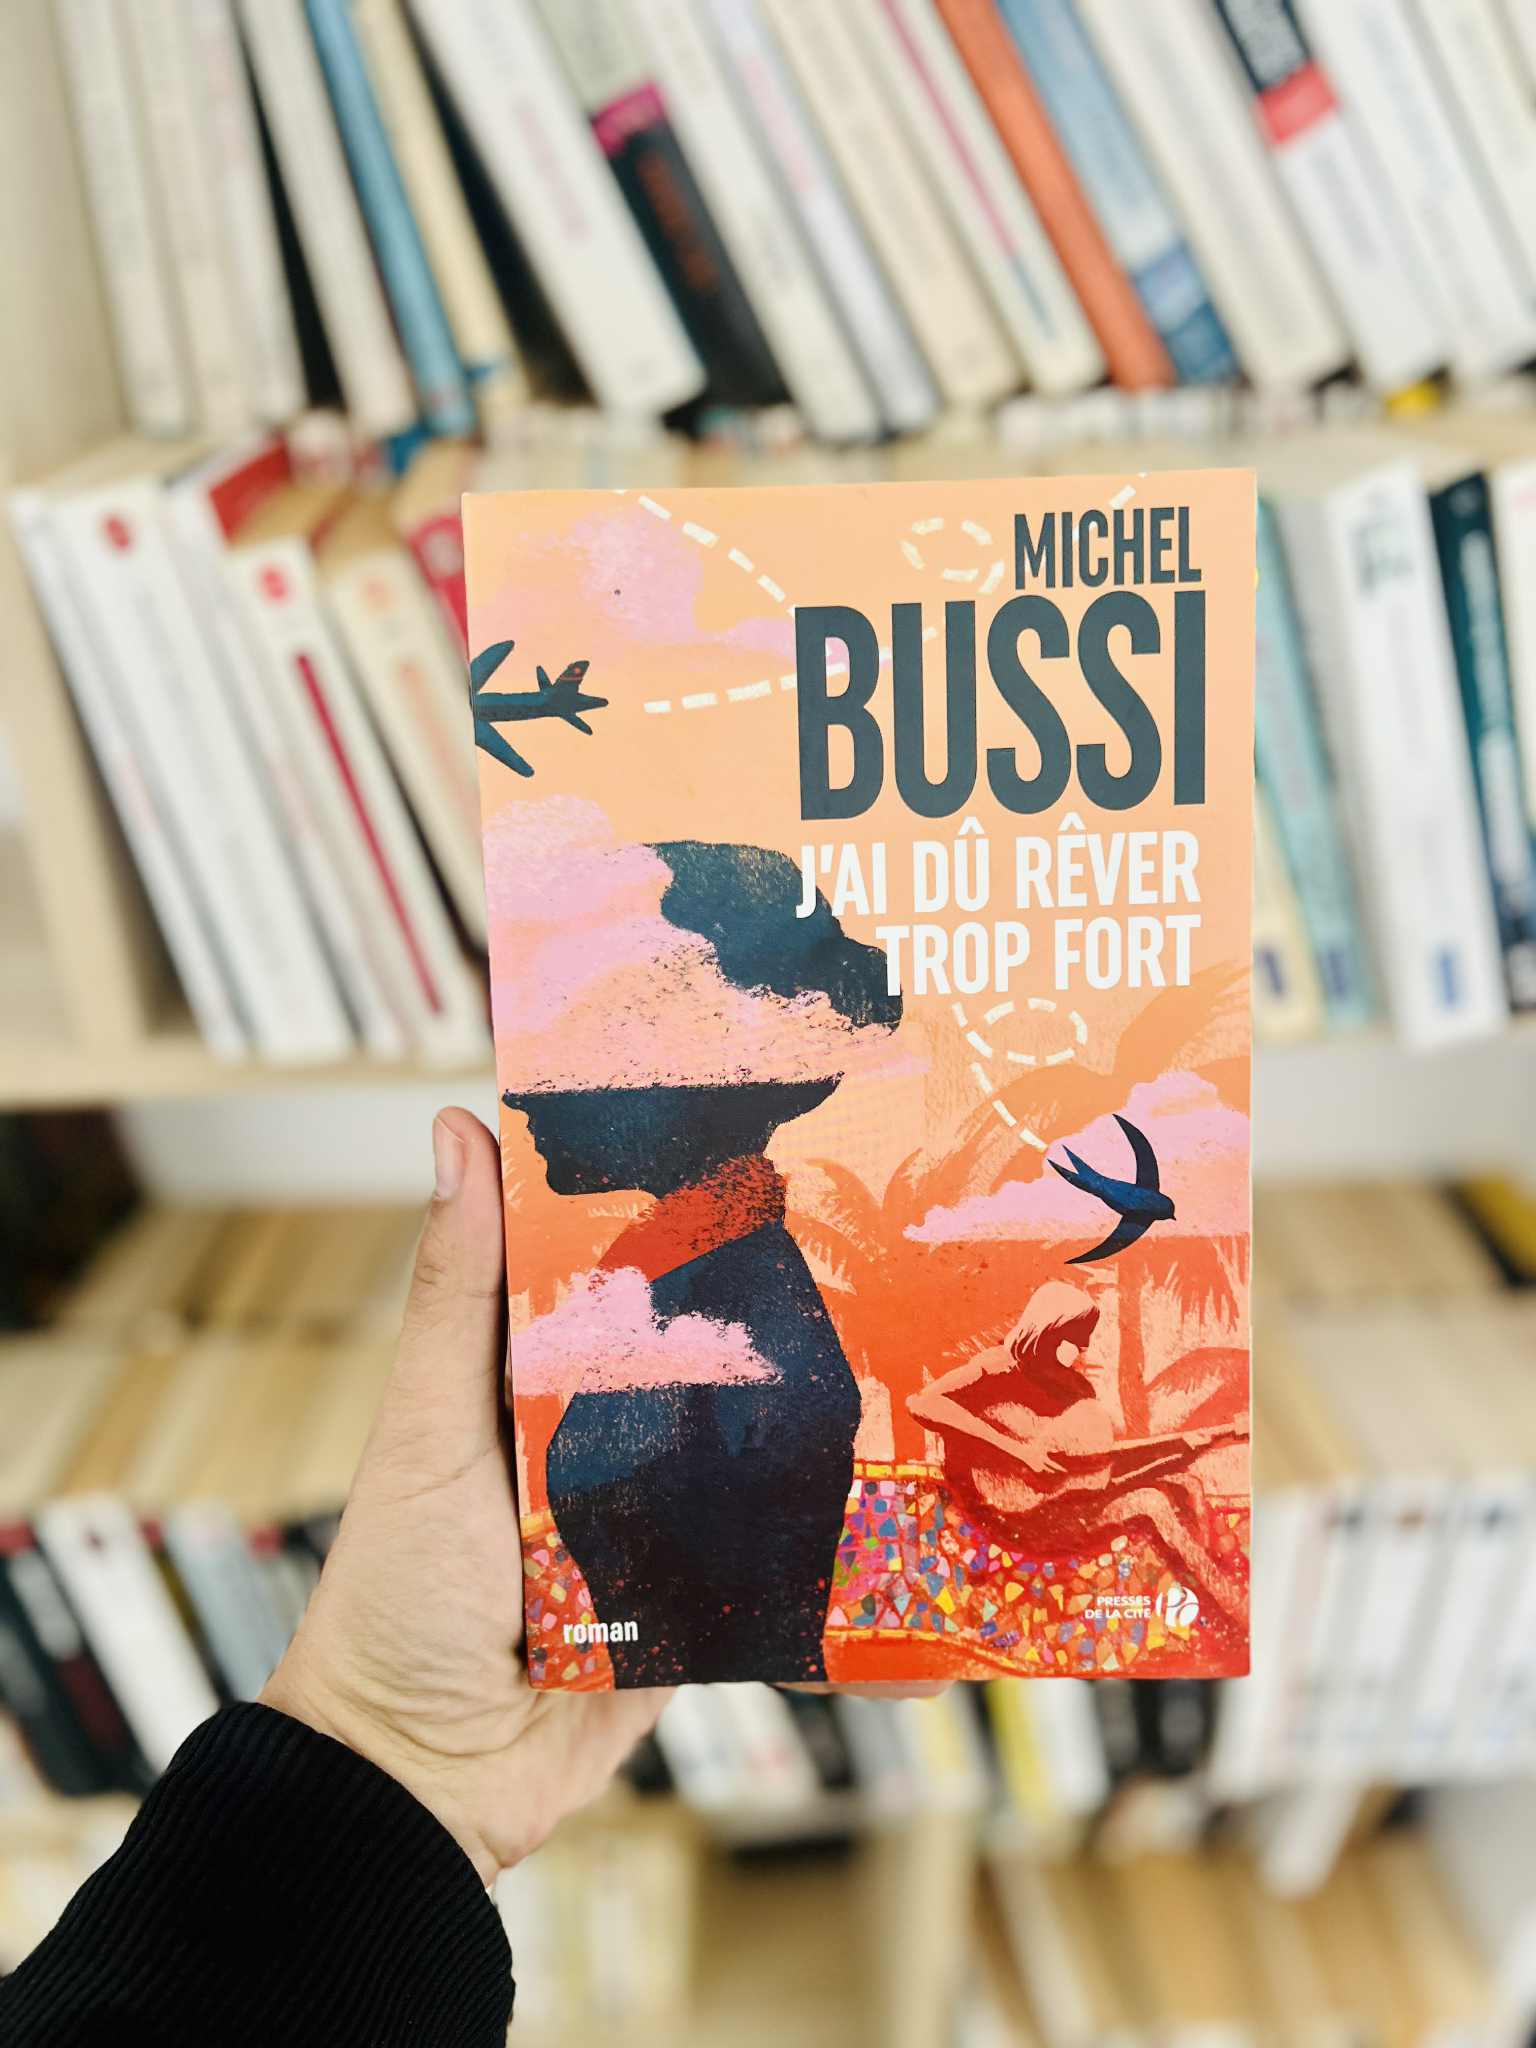 MICHEL
BUSSI
J'AI DÛ RÊVER
TROP FORT
roman
PRESSES
DE LA CITÉ